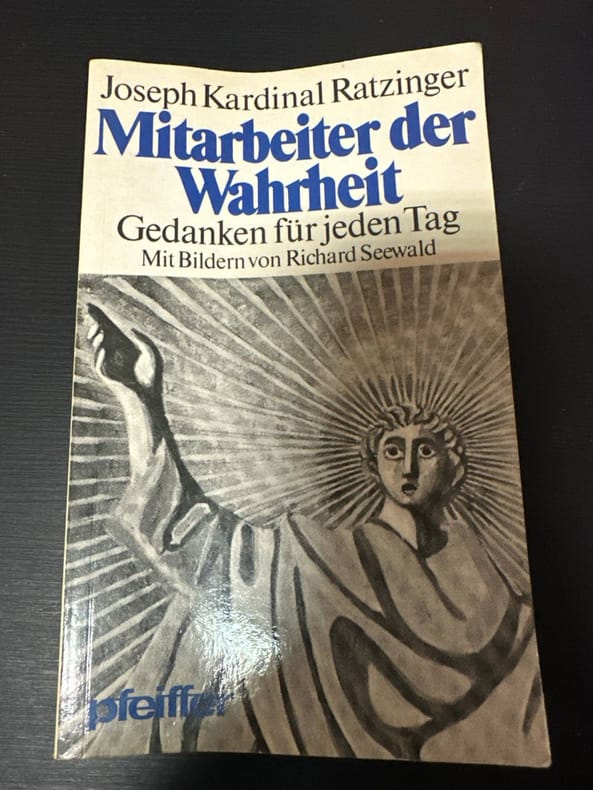 Joseph Kardinal Ratzinger
Mitarbeiter der
Wahrheit
Gedanken für jeden Tag
Mit Bildern von Richard Seewald
pfeiffer